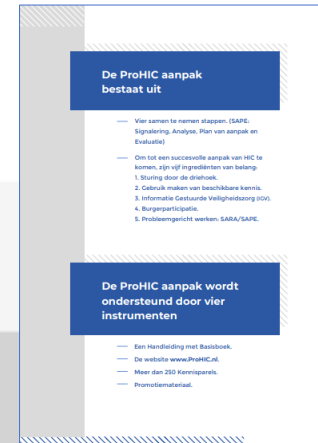 De ProHIC aanpak
bestaat uit
— Vier samen te nemen stappen. (SAPE:
Signalering, Analyse, Plan van aanpak en
Evaluatie)
— Om tot een succesvolle aanpak van HIC te
komen, zijn vijf ingrediënten van belang:
1. Sturing door de driehoek.
2. Gebruik maken van beschikbare kennis.
3. Informatie Gestuurde Veiligheidszorg (IGV).
4. Burgerparticipatie.
5. Probleemgericht werken: SARA/SAPE.
De ProHIC aanpak wordt
ondersteund door vier
instrumenten
— Een Handleiding met Basisboek.
— De website www.ProHIC.nl.
— Meer dan 250 Kennisparels.
— Promotiemateriaal.